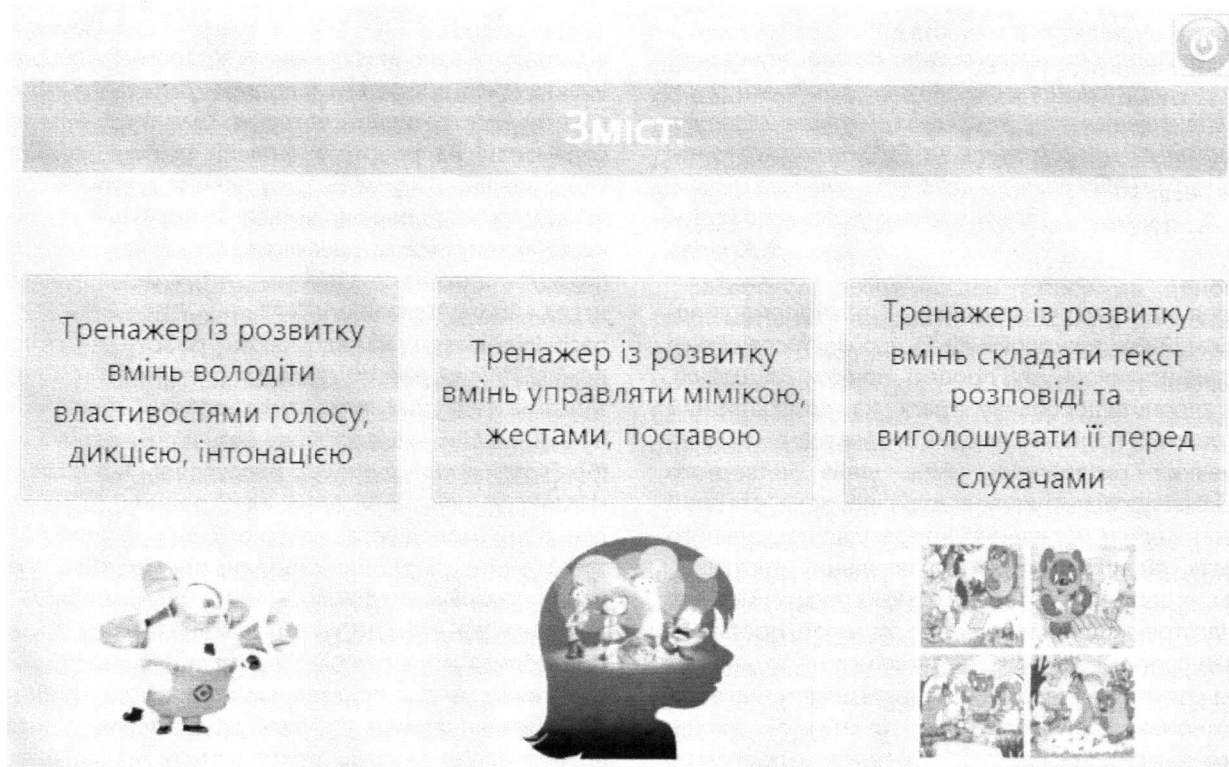 Зміст:
Тренажер із розвитку
вмінь володіти
властивостями голосу,
дикцією, інтонацією
Тренажер із розвитку
вмінь управляти мімікою,
жестами, поставою
Тренажер із розвитку
вмінь складати текст
розповіді та
виголошувати її перед
слухачами